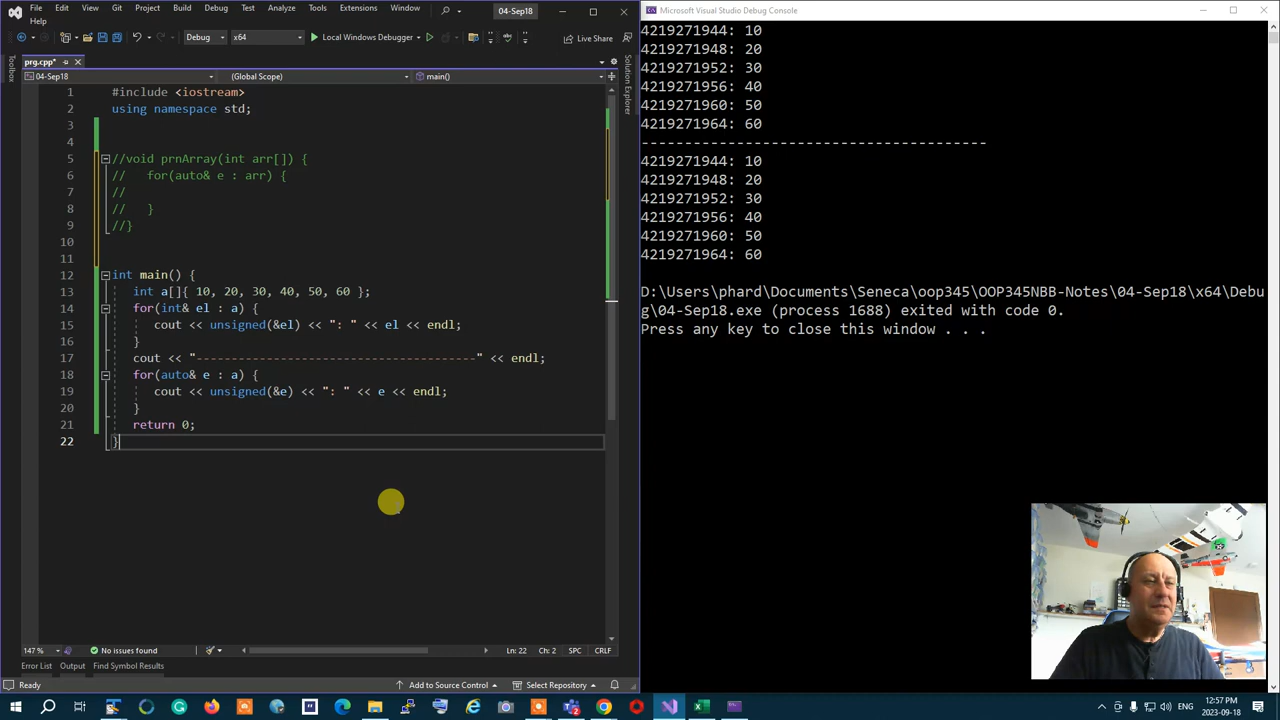 File Edit View Git Project Build Debug Test Analyze Tools Extensions Window Help 04-Sep18
Debug x64 Local Windows Debugger Live Share
prg.cpp*
04-Sep18 (Global Scope) main()
Toolbox
Solution Explorer
1 #include <iostream>
2 using namespace std;
3
4
5 //void prnArray(int arr[]) {
6 // for(auto& e : arr) {
7 //
8 // }
9 //}
10
11
12 int main() {
13 int a[]{ 10, 20, 30, 40, 50, 60 };
14 for(int& el : a) {
15 cout << unsigned(&el) << ": " << el << endl;
16 }
17 cout << "----------------------------------------" << endl;
18 for(auto& e : a) {
19 cout << unsigned(&e) << ": " << e << endl;
20 }
21 return 0;
22 }
147 % No issues found Ln: 22 Ch: 2 SPC CRLF
Error List Output Find Symbol Results
Ready Add to Source Control Select Repository
Microsoft Visual Studio Debug Console
4219271944: 10
4219271948: 20
4219271952: 30
4219271956: 40
4219271960: 50
4219271964: 60
----------------------------------------
4219271944: 10
4219271948: 20
4219271952: 30
4219271956: 40
4219271960: 50
4219271964: 60
D:\Users\phard\Documents\Seneca\oop345\OOP345NBB-Notes\04-Sep18\x64\Debu
g\04-Sep18.exe (process 1688) exited with code 0.
Press any key to close this window . . .
ENG
12:57 PM
2023-09-18